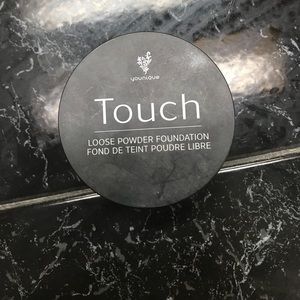 younique
Touch
LOOSE POWDER FOUNDATION
FOND DE TEINT POUDRE LIBRE